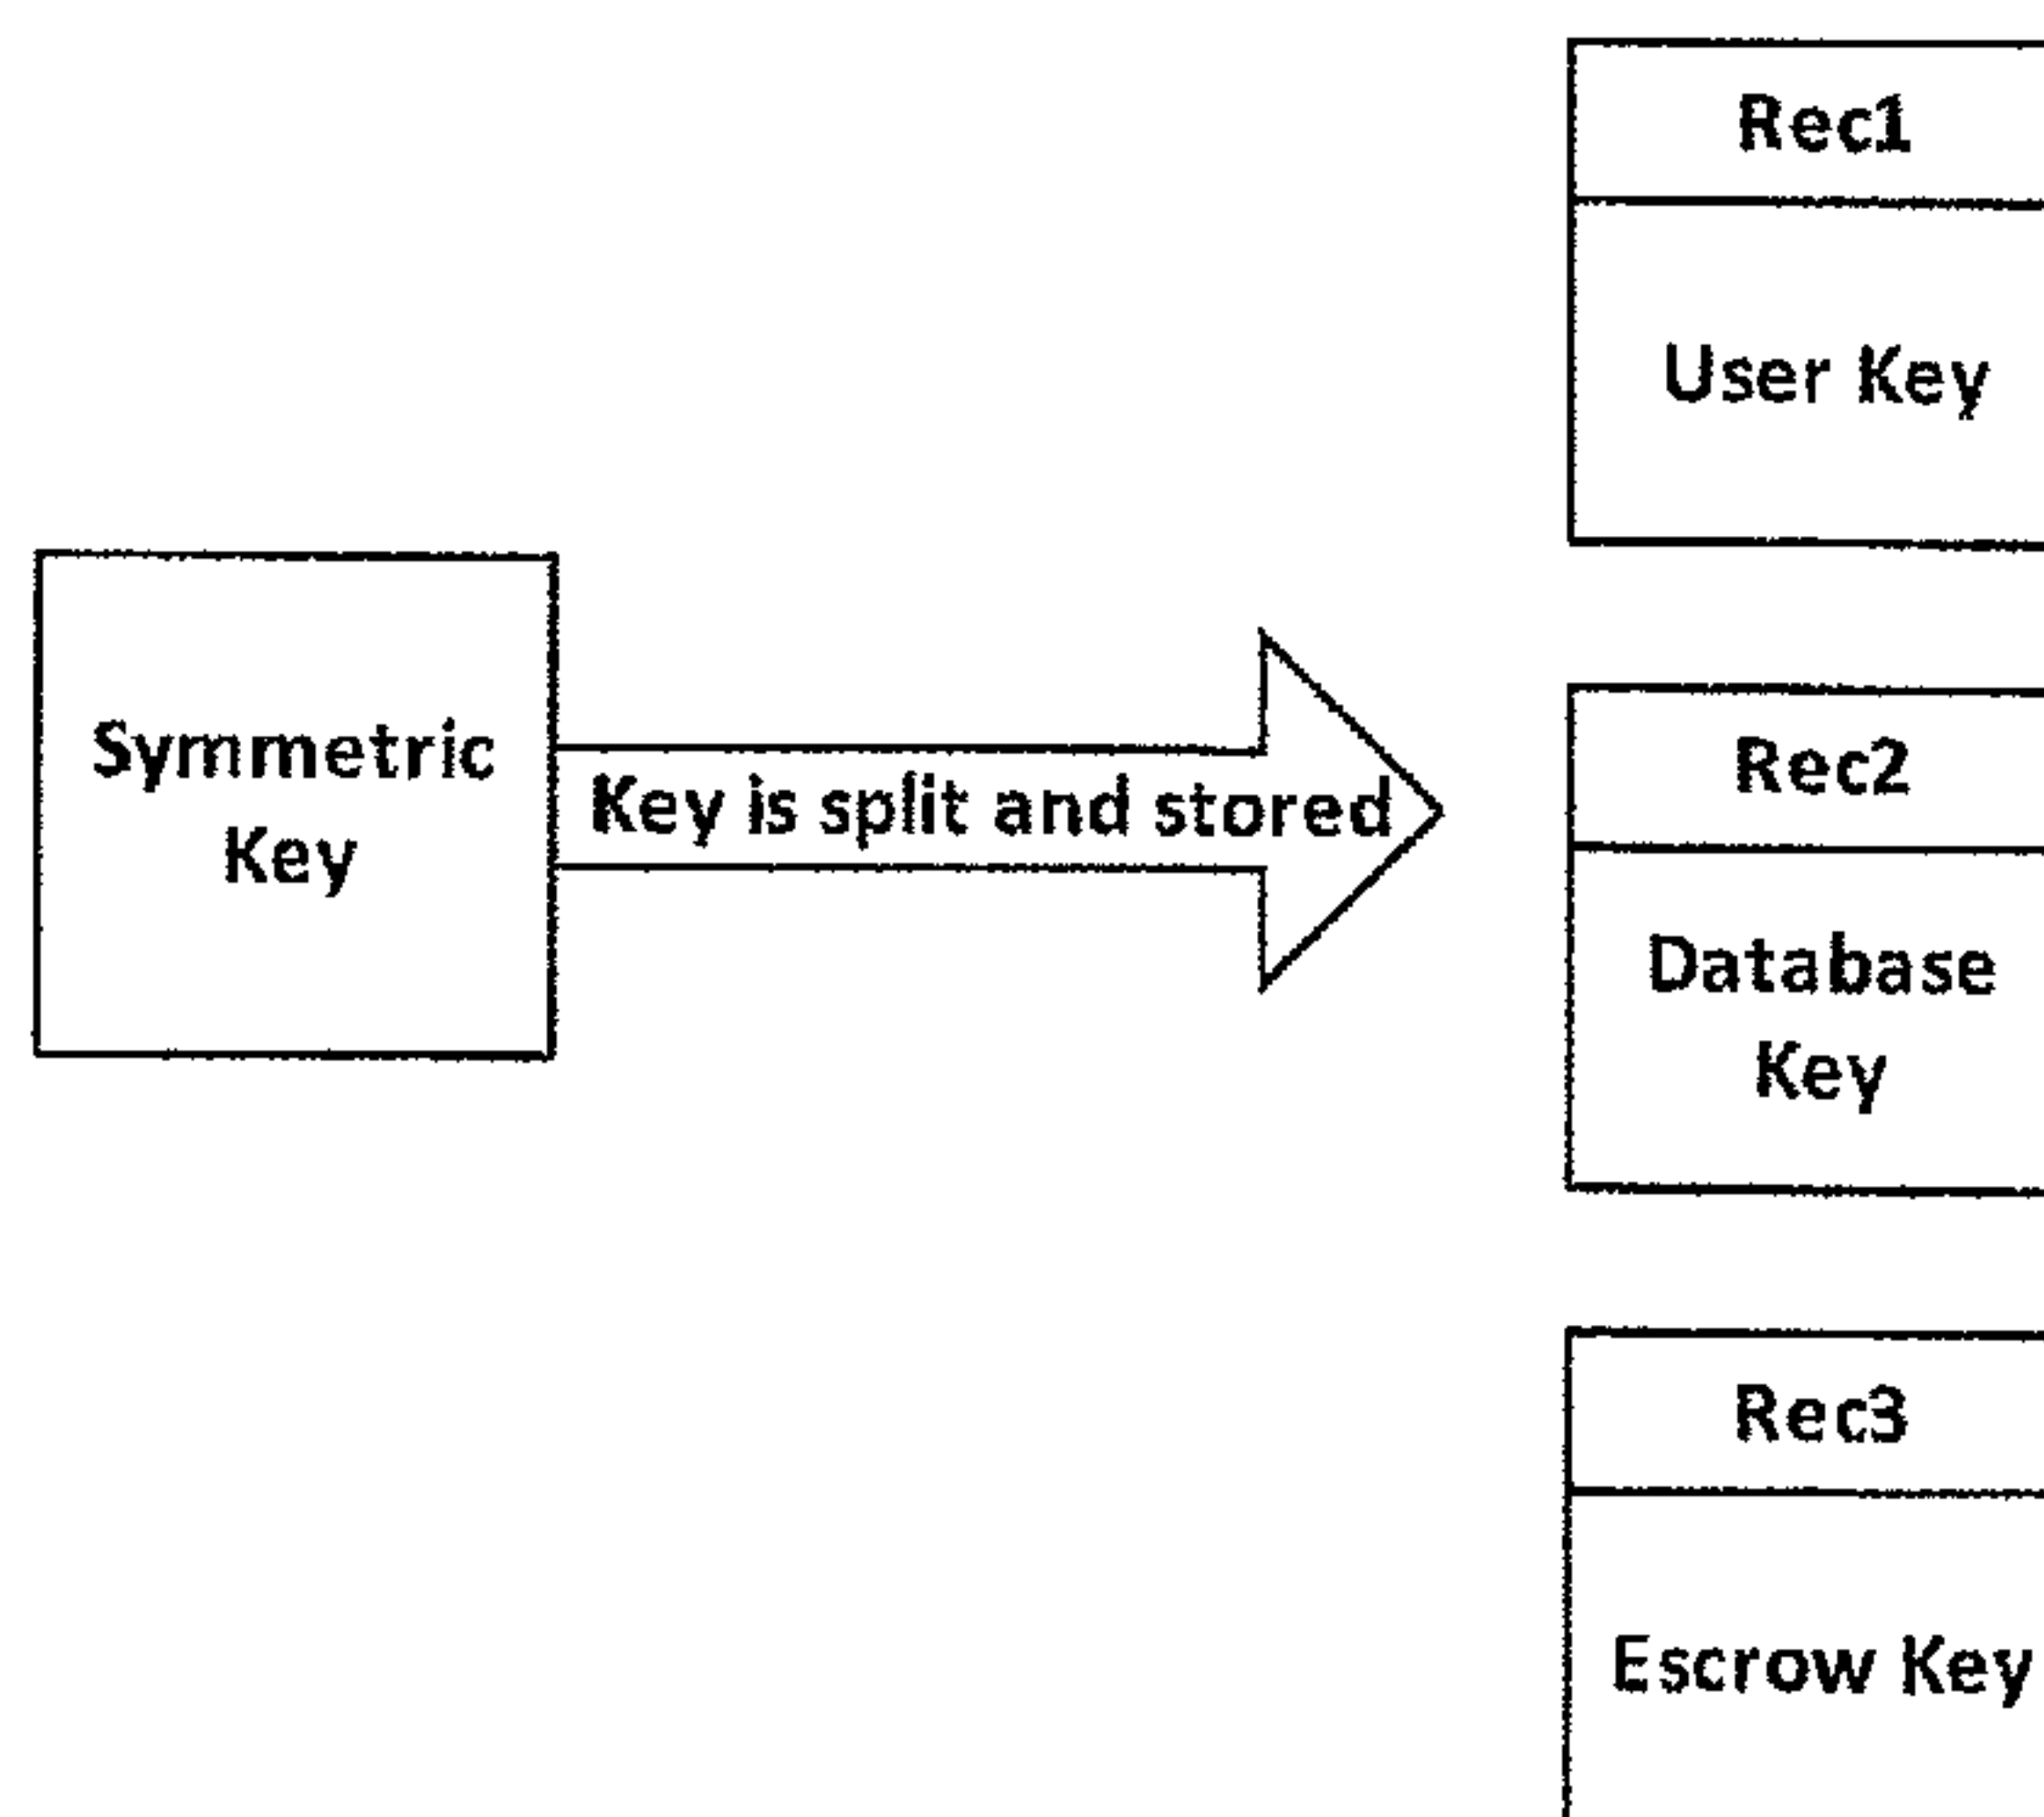 Symmetric
Key
Key is split and stored
Rec1
User Key
Rec2
Database
Key
Rec3
Escrow Key